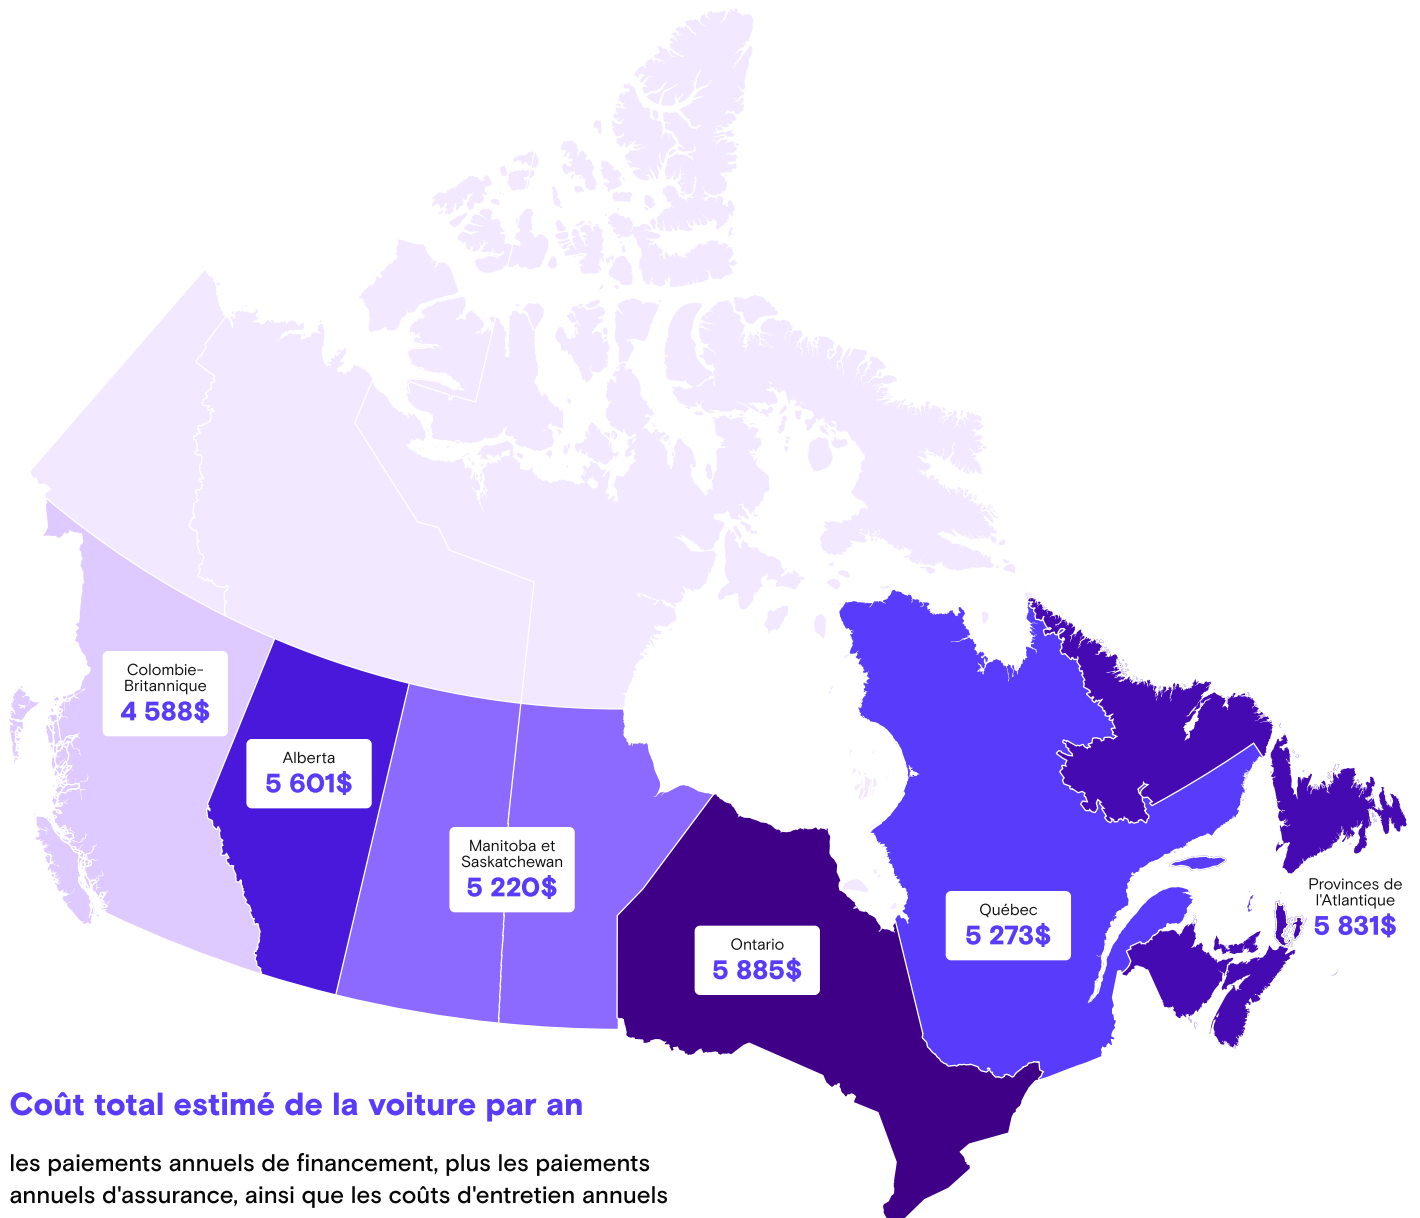 Colombie-
Britannique
4 588$
Alberta
5 601$
Manitoba et
Saskatchewan
5 220$
Ontario
5 885$
Québec
5 273$
Provinces de
l'Atlantique
5 831$
Coût total estimé de la voiture par an
les paiements annuels de financement, plus les paiements
annuels d'assurance, ainsi que les coûts d'entretien annuels